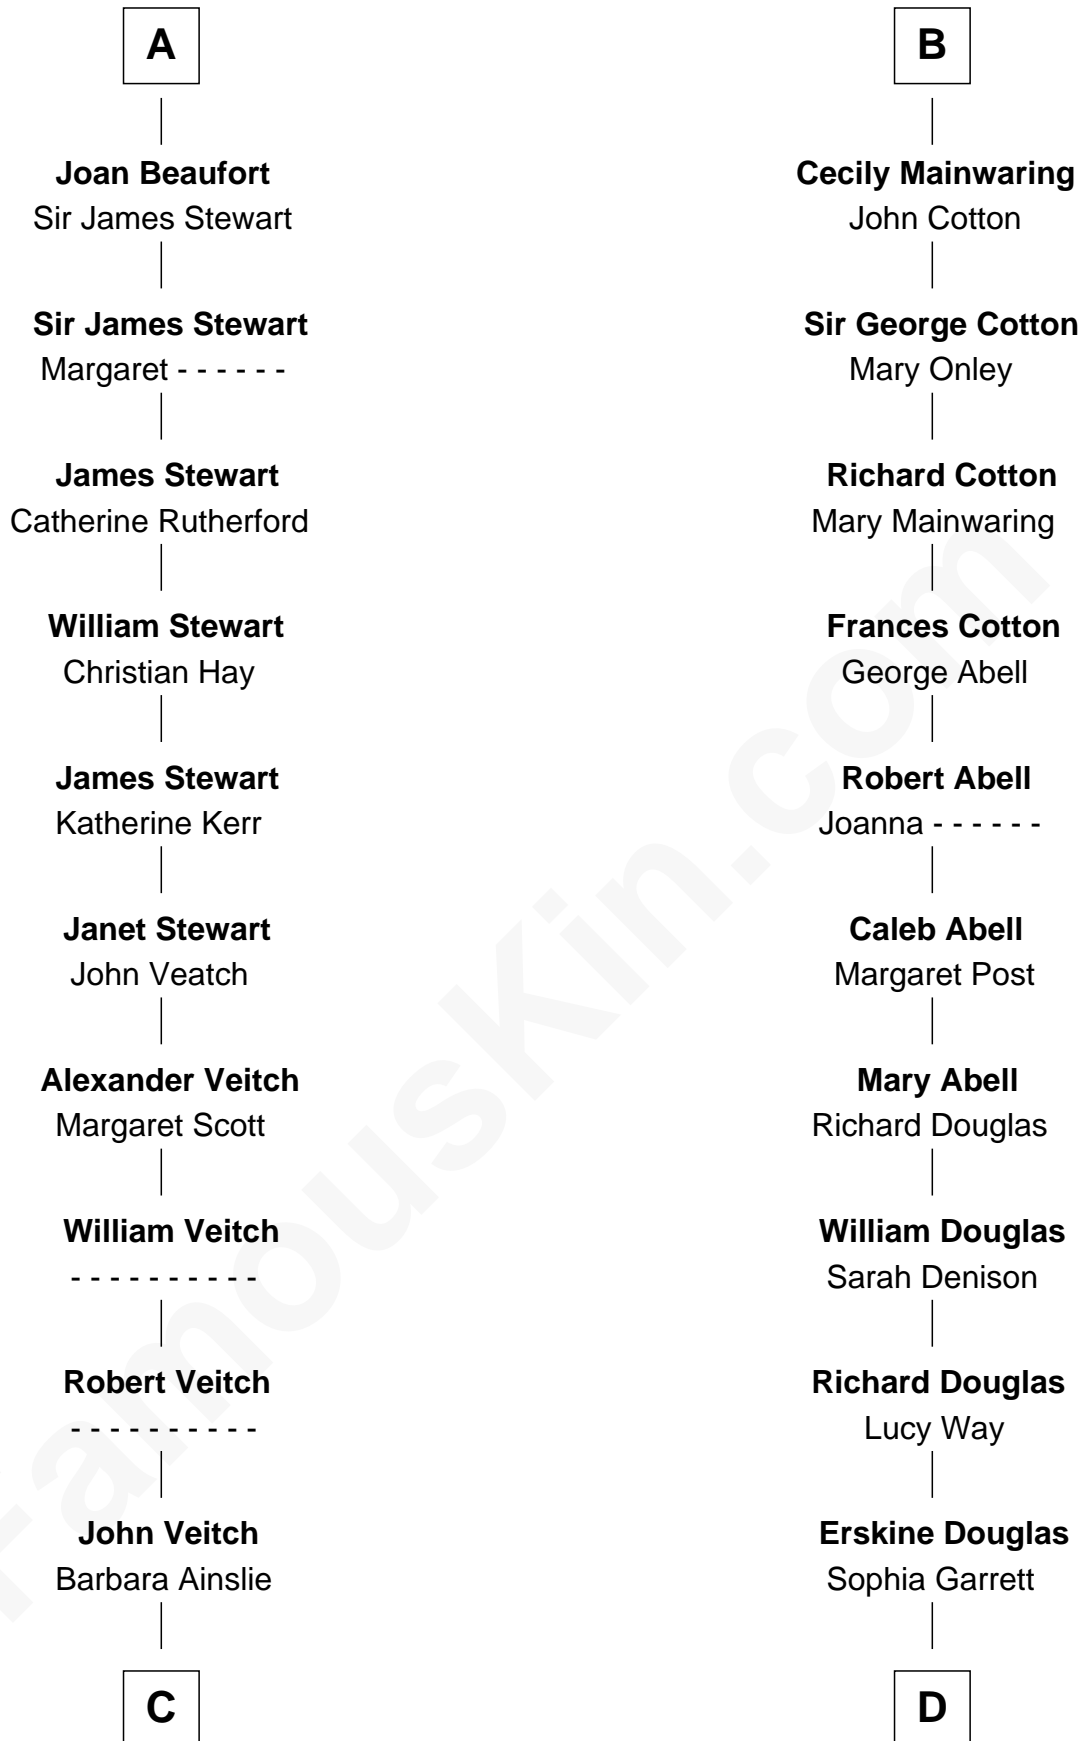 A
Joan Beaufort
Sir James Stewart
Sir James Stewart
Margaret - - - - - -
James Stewart
Catherine Rutherford
William Stewart
Christian Hay
James Stewart
Katherine Kerr
Janet Stewart
John Veatch
Alexander Veitch
Margaret Scott
William Veitch
- - - - - - - - - -
Robert Veitch
- - - - - - - - - -
John Veitch
Barbara Ainslie
C
B
Cecily Mainwaring
John Cotton
Sir George Cotton
Mary Onley
Richard Cotton
Mary Mainwaring
Frances Cotton
George Abell
Robert Abell
Joanna - - - - - -
Caleb Abell
Margaret Post
Mary Abell
Richard Douglas
William Douglas
Sarah Denison
Richard Douglas
Lucy Way
Erskine Douglas
Sophia Garrett
D
FamousKin.com